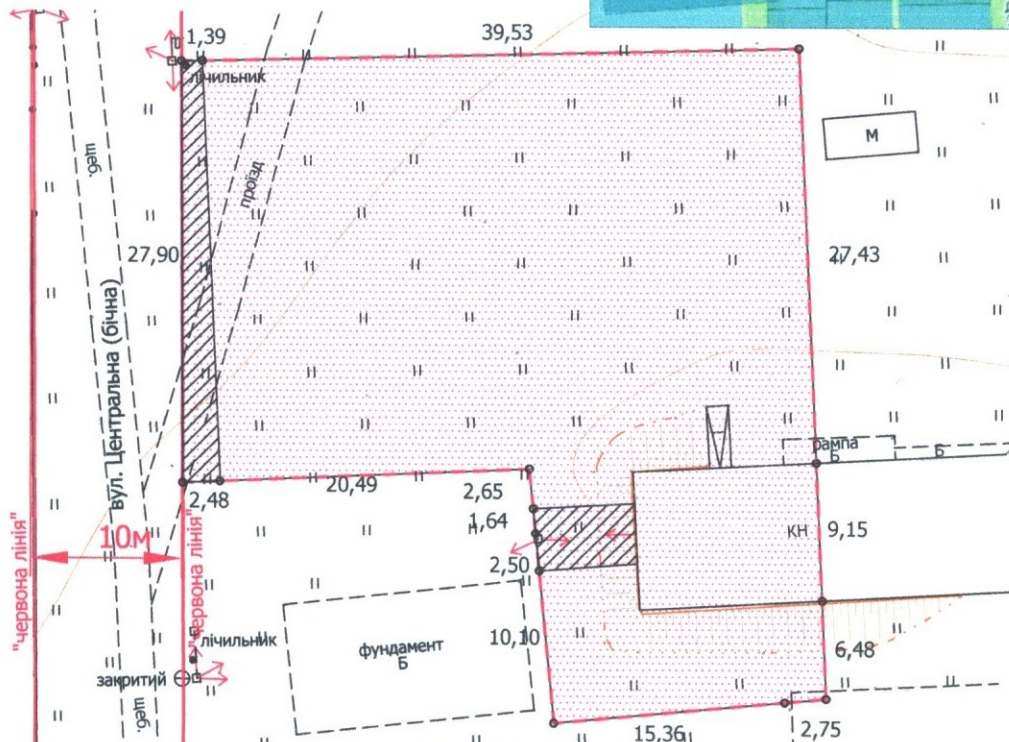 1,39
39,53
лічильник
щеб.
проїзд
М
27,90
27,43
вул. Центральна (бічна)
рампа
Б
Б
2,48
20,49
2,65
1,64
"червона лінія"
10м
"червона лінія"
КН
9,15
2,50
лічильник
фундамент
Б
10,10
6,48
закритий
щеб.
15,36
2,75